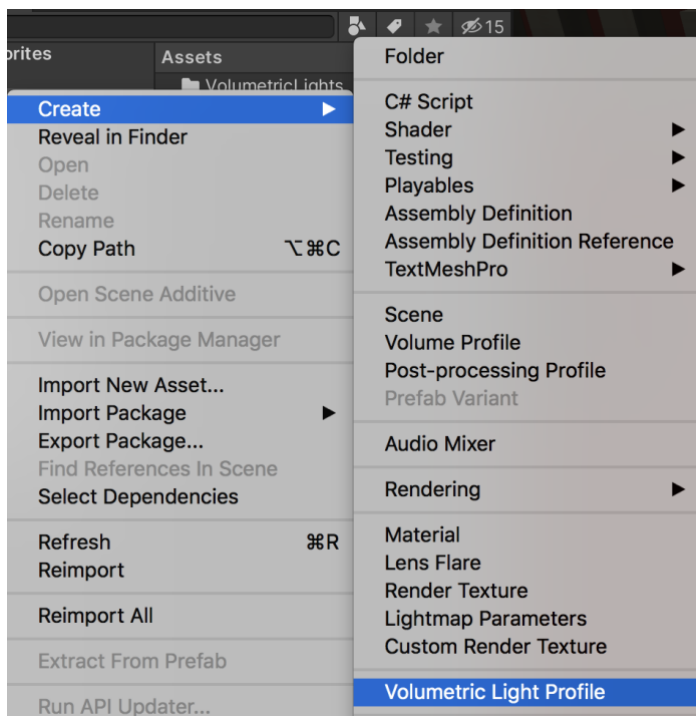 15
orites
Assets
VolumetricLights
Create
Reveal in Finder
Open
Delete
Rename
Copy Path ⌥⌘C
Open Scene Additive
View in Package Manager
Import New Asset...
Import Package
Export Package...
Find References In Scene
Select Dependencies
Refresh ⌘R
Reimport
Reimport All
Extract From Prefab
Run API Updater...
Folder
C# Script
Shader
Testing
Playables
Assembly Definition
Assembly Definition Reference
TextMeshPro
Scene
Volume Profile
Post-processing Profile
Prefab Variant
Audio Mixer
Rendering
Material
Lens Flare
Render Texture
Lightmap Parameters
Custom Render Texture
Volumetric Light Profile